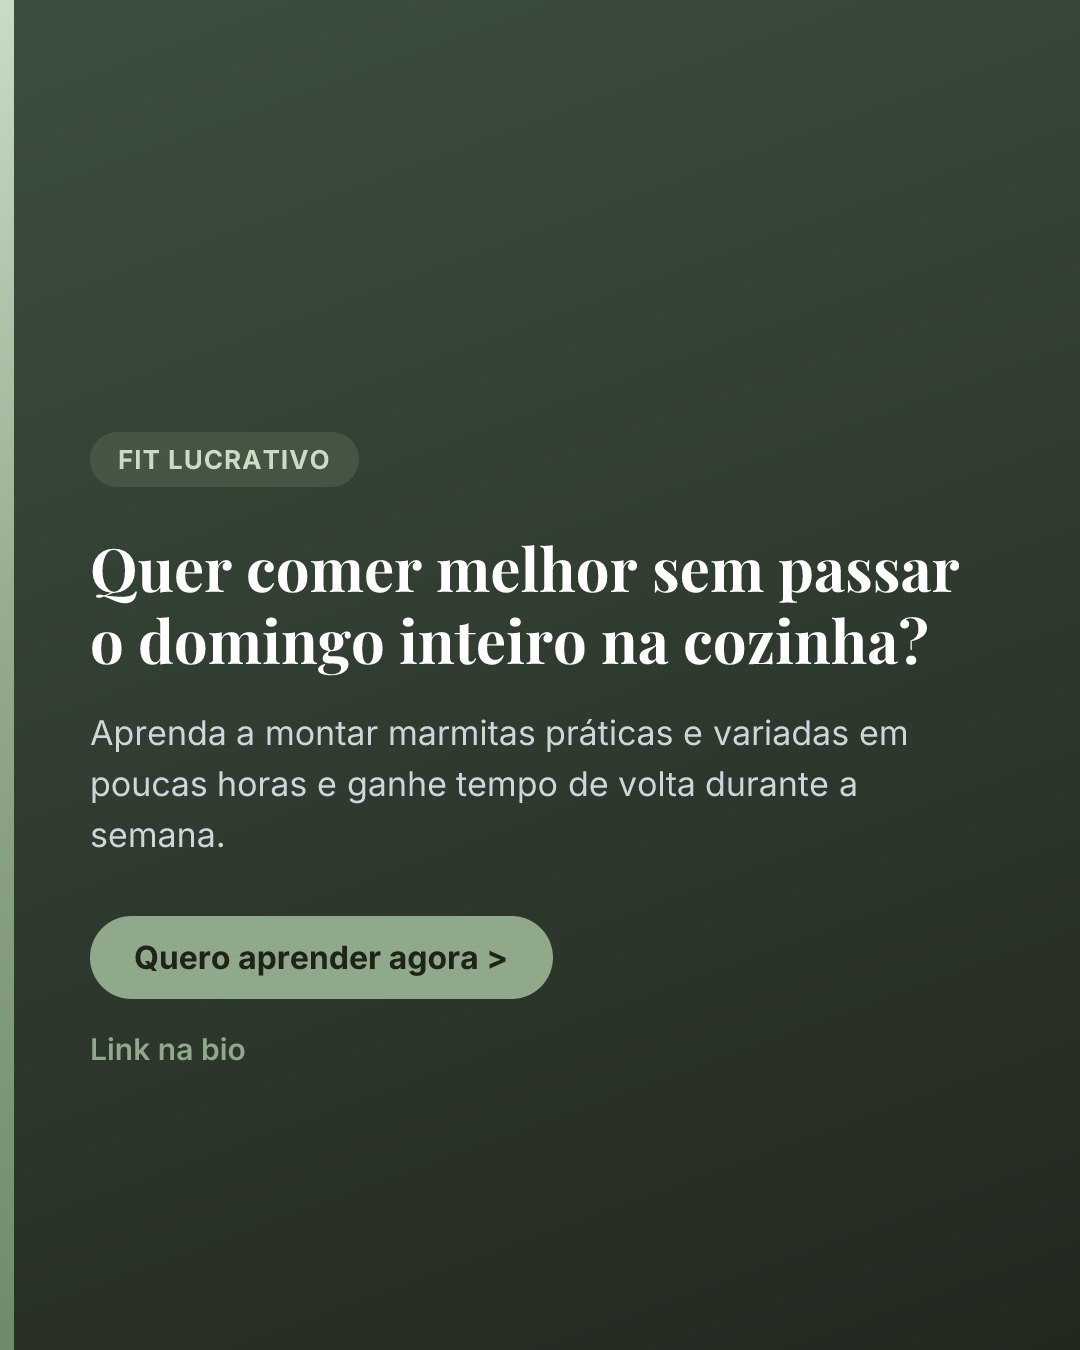 FIT LUCRATIVO
Quer comer melhor sem passar
o domingo inteiro na cozinha?
Aprenda a montar marmitas práticas e variadas em
poucas horas e ganhe tempo de volta durante a
semana.
Quero aprender agora >
Link na bio